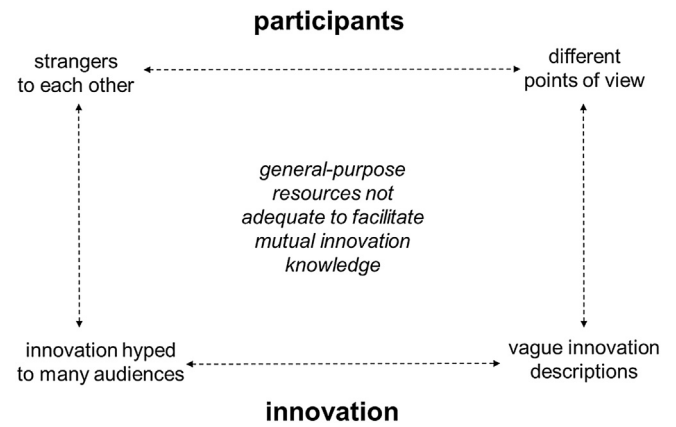 participants
strangers
to each other
different
points of view
general-purpose
resources not
adequate to facilitate
mutual innovation
knowledge
innovation hyped
to many audiences
vague innovation
descriptions
innovation